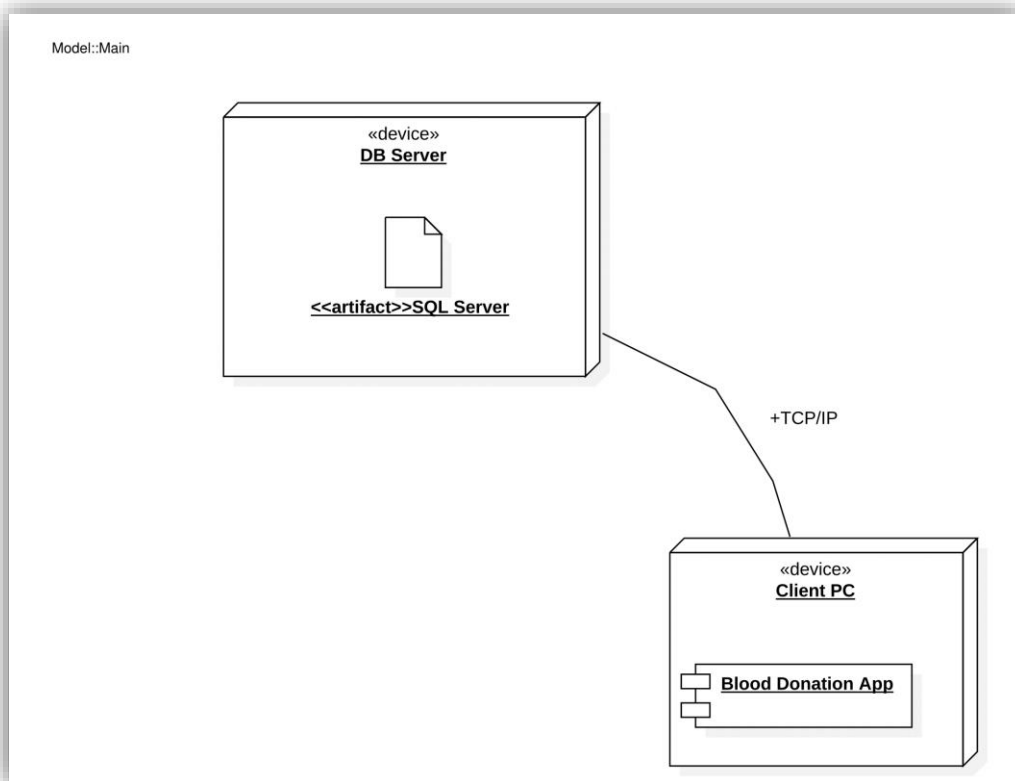 Model::Main
«device»
DB Server
<<artifact>>SQL Server
+TCP/IP
«device»
Client PC
Blood Donation App